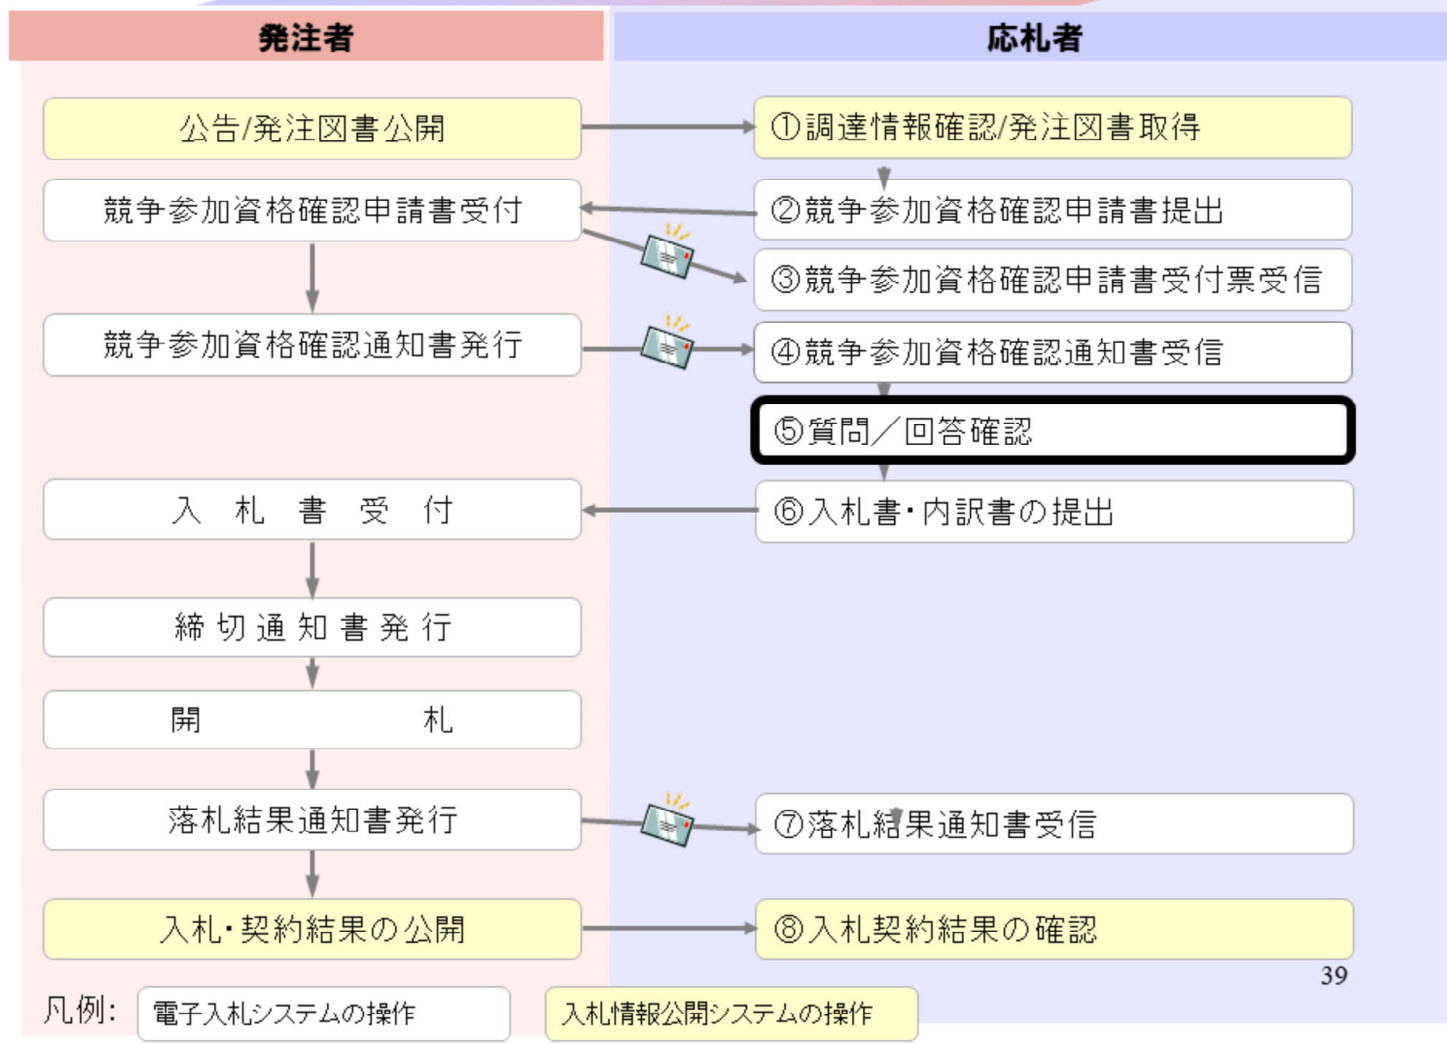 発注者
応札者
公告/発注図書公開
①調達情報確認/発注図書取得
競争参加資格確認申請書受付
②競争参加資格確認申請書提出
③競争参加資格確認申請書受付票受信
競争参加資格確認通知書発行
④競争参加資格確認通知書受信
⑤質問／回答確認
入札書受付
⑥入札書・内訳書の提出
締切通知書発行
開札
落札結果通知書発行
⑦落札結果通知書受信
入札・契約結果の公開
⑧入札契約結果の確認
39
凡例: 電子入札システムの操作 入札情報公開システムの操作